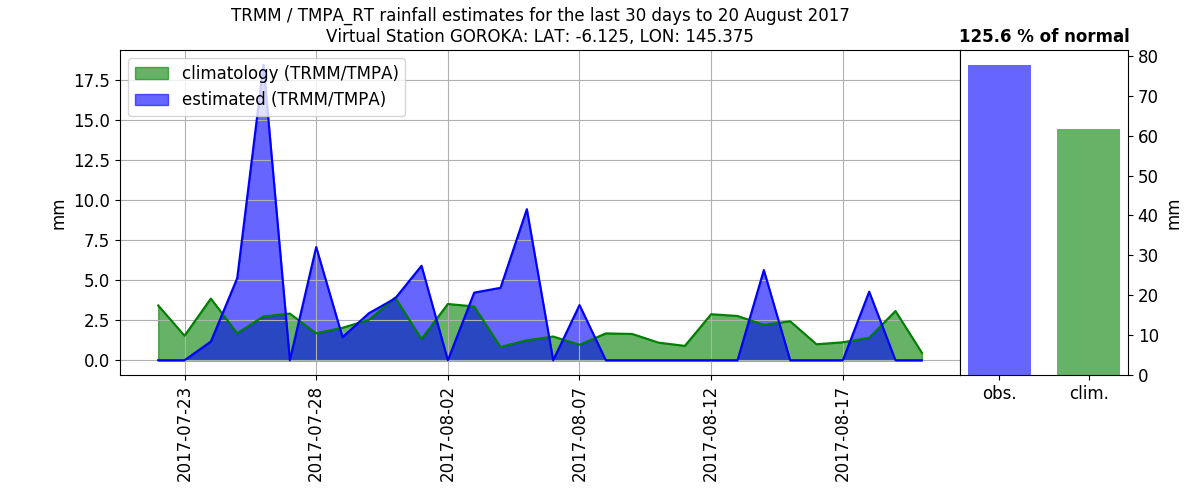 TRMM / TMPA_RT rainfall estimates for the last 30 days to 20 August 2017
Virtual Station GOROKA: LAT: -6.125, LON: 145.375
125.6 % of normal
climatology (TRMM/TMPA)
estimated (TRMM/TMPA)
mm
17.5
15.0
12.5
10.0
7.5
5.0
2.5
0.0
2017-07-23
2017-07-28
2017-08-02
2017-08-07
2017-08-12
2017-08-17
80
70
60
50
40
30
20
10
0
mm
obs.
clim.